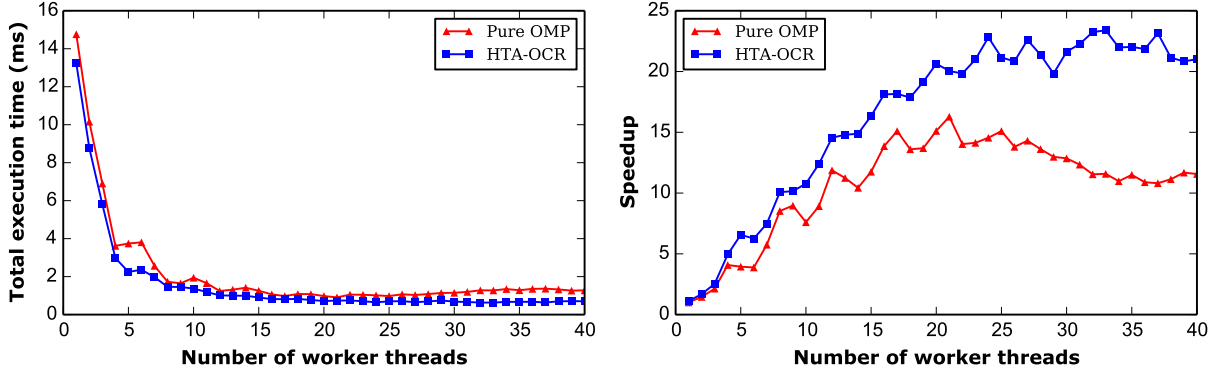 Total execution time (ms)
16
14
12
10
8
6
4
2
0
Pure OMP
HTA-OCR
0 5 10 15 20 25 30 35 40
Number of worker threads
Speedup
25
20
15
10
5
0
Pure OMP
HTA-OCR
0 5 10 15 20 25 30 35 40
Number of worker threads